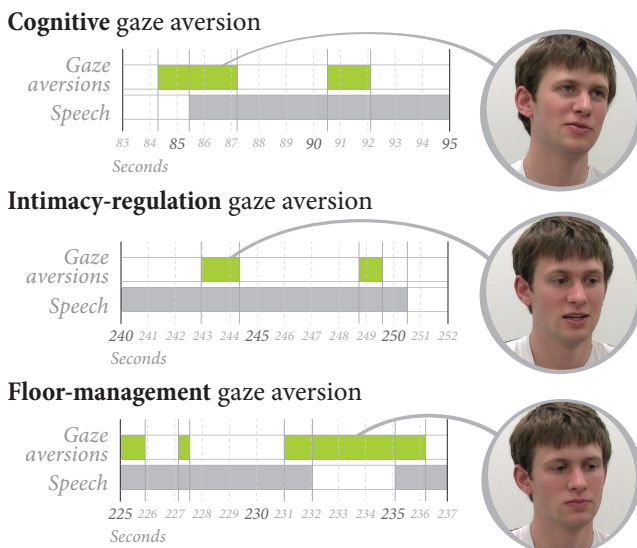 Cognitive gaze aversion
Gaze
aversions
Speech
83 84 85 86 87 88 89 90 91 92 93 94 95
Seconds
Intimacy-regulation gaze aversion
Gaze
aversions
Speech
240 241 242 243 244 245 246 247 248 249 250 251 252
Seconds
Floor-management gaze aversion
Gaze
aversions
Speech
225 226 227 228 229 230 231 232 233 234 235 236 237
Seconds